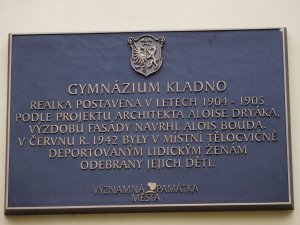 GYMNÁZIUM KLADNO
REÁLKA POSTAVENA V LETECH 1904 - 1905
PODLE PROJEKTU ARCHITEKTA ALOISE DRYÁKA,
VÝZDOBU FASÁDY NAVRHL ALOIS BOUDA.
V ČERVNU R. 1942 BYLY V MÍSTNÍ TĚLOCVIČNĚ
DEPORTOVANÝM LIDICKÝM ŽENÁM
ODEBRÁNY JEJICH DĚTI.
VÝZNAMNÁ PAMÁTKA
MĚSTA